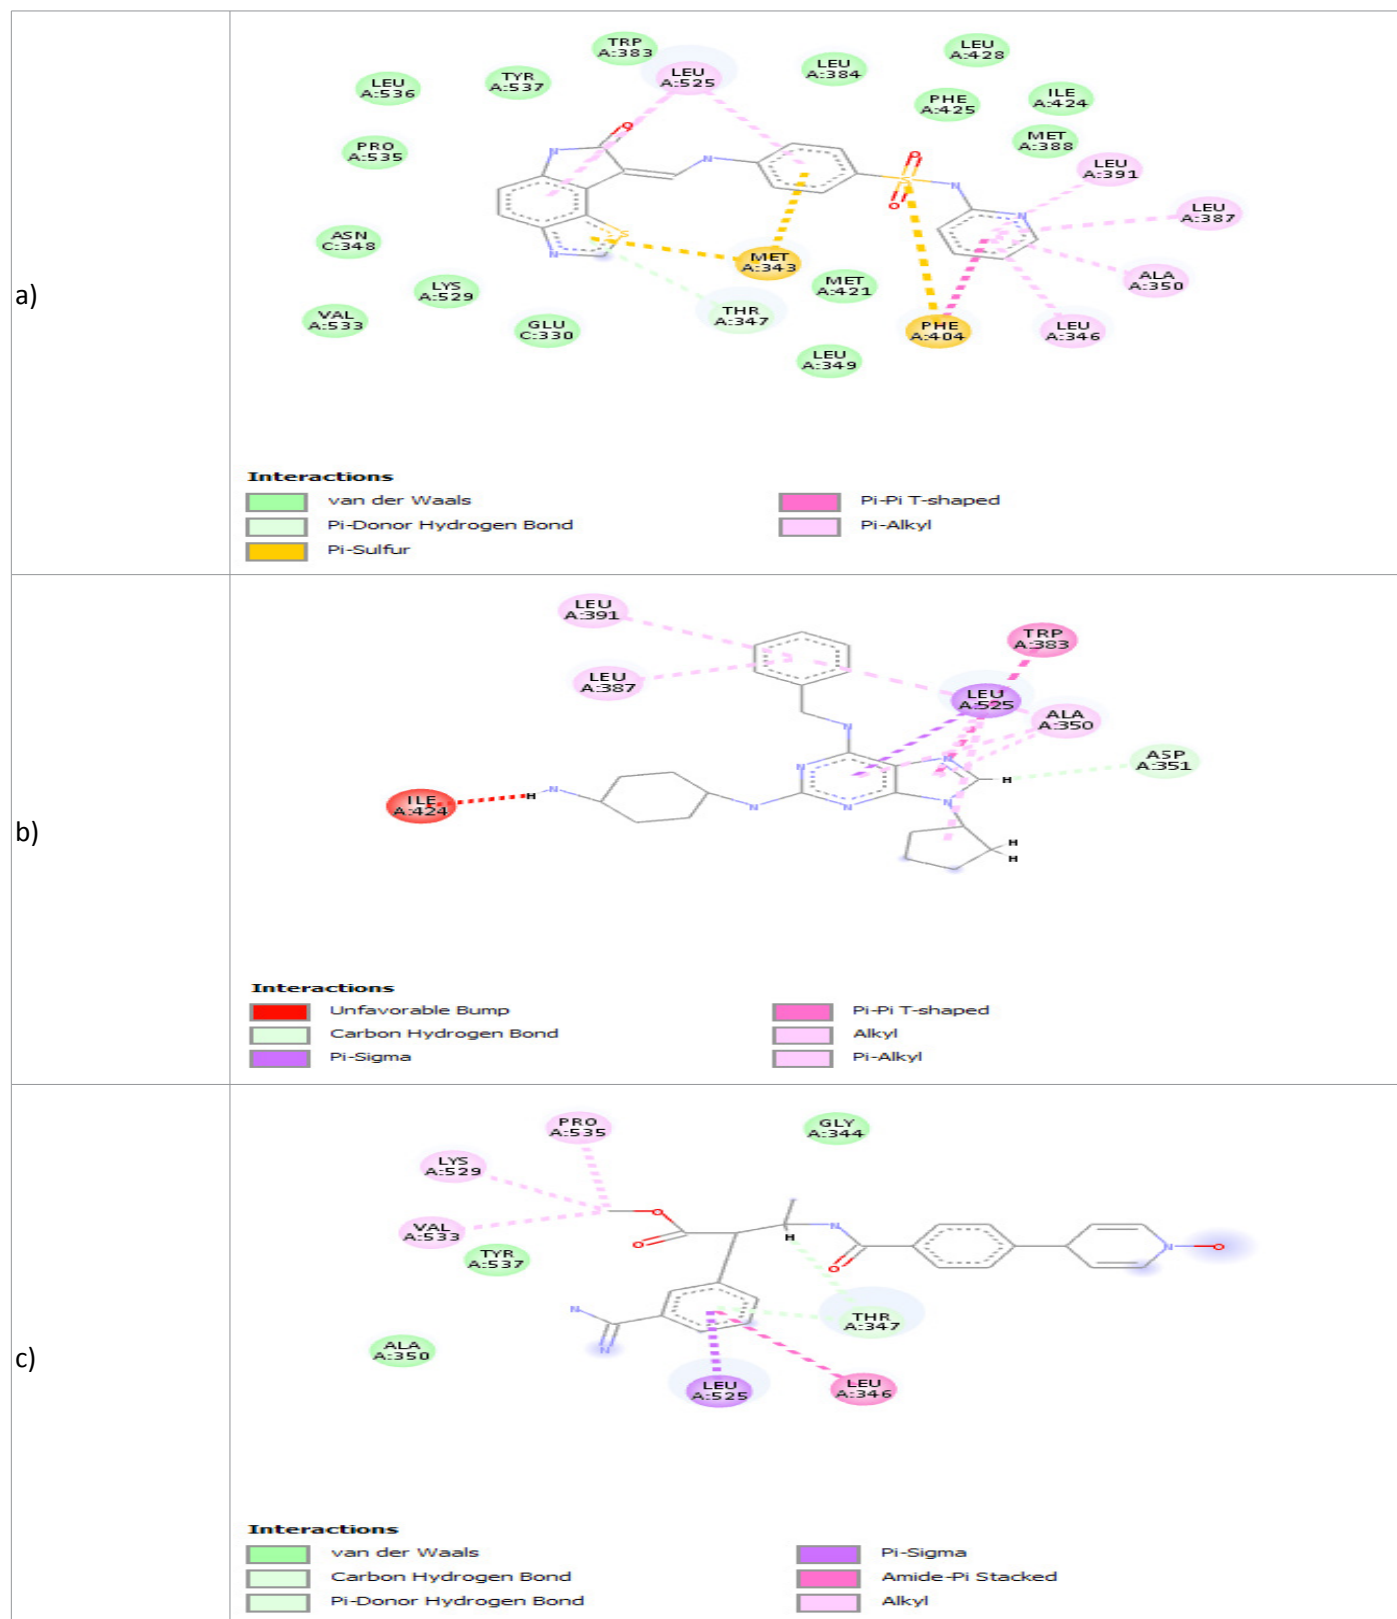 a)
TRP
A:383
LEU
A:525
LEU
A:384
LEU
A:428
LEU
A:536
TYR
A:537
PHE
A:425
ILE
A:424
MET
A:388
PRO
A:535
LEU
A:391
LEU
A:387
ASN
C:348
MET
A:343
MET
A:421
ALA
A:350
LYS
A:529
VAL
A:533
GLU
C:330
THR
A:347
PHE
A:404
LEU
A:346
LEU
A:349
O
N
N
O
S
O
N
N
S
N
Interactions
van der Waals
Pi-Donor Hydrogen Bond
Pi-Sulfur
Pi-Pi T-shaped
Pi-Alkyl
b)
LEU
A:391
TRP
A:383
LEU
A:387
LEU
A:525
ALA
A:350
ASP
A:351
ILE
A:424
N
N
N
H
H
N
N
N
N
H
H
Interactions
Unfavorable Bump
Carbon Hydrogen Bond
Pi-Sigma
Pi-Pi T-shaped
Alkyl
Pi-Alkyl
c)
PRO
A:535
GLY
A:344
LYS
A:529
VAL
A:533
TYR
A:537
THR
A:347
ALA
A:350
LEU
A:525
LEU
A:346
O
O
N
H
O
N
O
N
N
Interactions
van der Waals
Carbon Hydrogen Bond
Pi-Donor Hydrogen Bond
Pi-Sigma
Amide-Pi Stacked
Alkyl